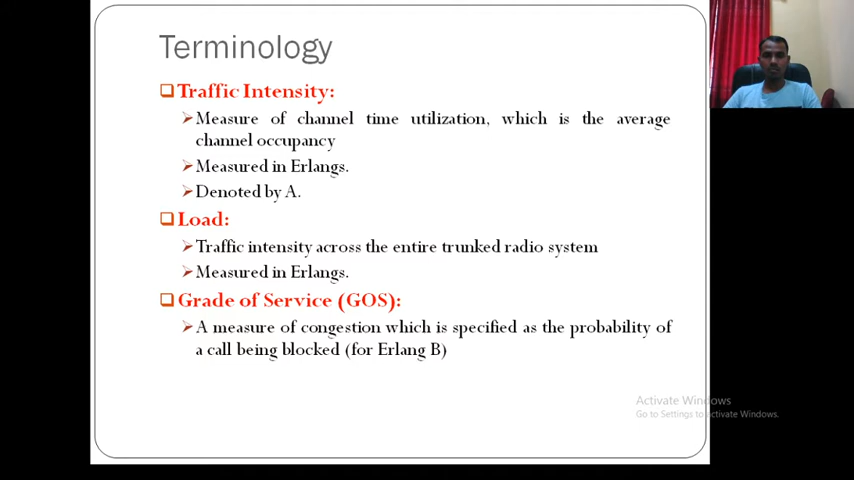 Terminology
Traffic Intensity:
Measure of channel time utilization, which is the average
channel occupancy
Measured in Erlangs.
Denoted by A.
Load:
Traffic intensity across the entire trunked radio system
Measured in Erlangs.
Grade of Service (GOS):
A measure of congestion which is specified as the probability of
a call being blocked (for Erlang B)
Activate Windows
Go to Settings to activate Windows.